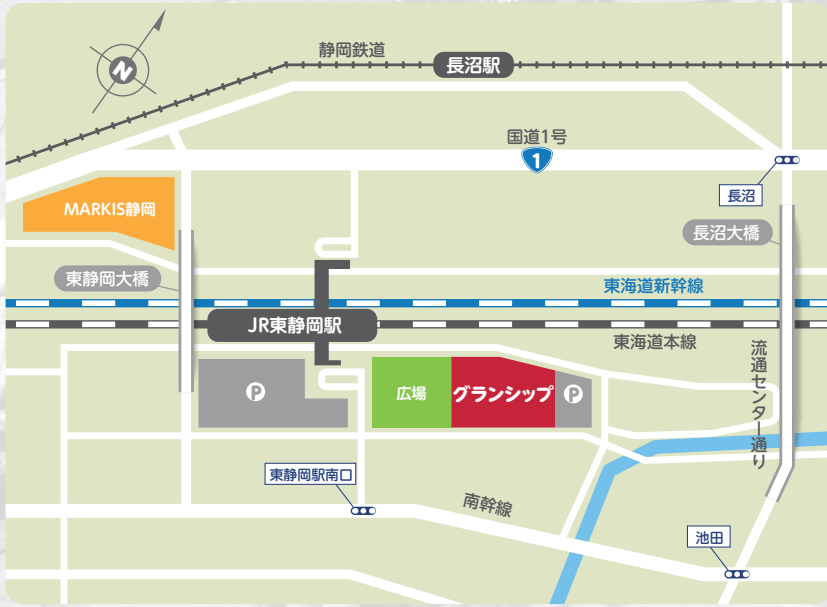 静岡鉄道
長沼駅
N
国道1号
1
長沼
MARKIS静岡
長沼大橋
東静岡大橋
東海道新幹線
JR東静岡駅
東海道本線
流通センター通り
P
広場
グランシップ
P
東静岡駅南口
南幹線
池田